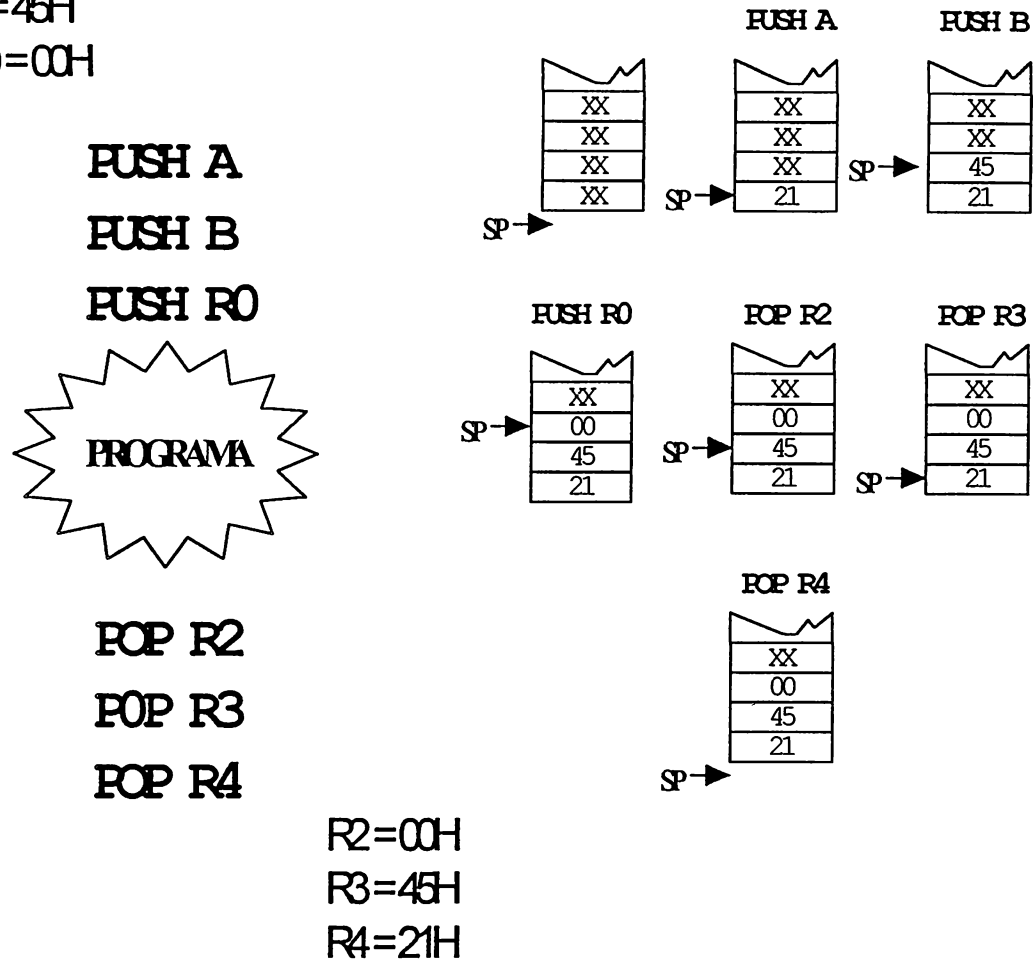 =45H
=00H
PUSH A
PUSH B
PUSH R0
PROGRAMA
POP R2
P0P R3
POP R4
R2=00H
R3=45H
R4=21H
XX
XX
XX
XX
SP
PUSH A
XX
XX
XX
21
SP
PUSH B
XX
XX
45
21
SP
PUSH R0
XX
00
45
21
SP
POP R2
XX
00
45
21
SP
POP R3
XX
00
45
21
SP
POP R4
XX
00
45
21
SP